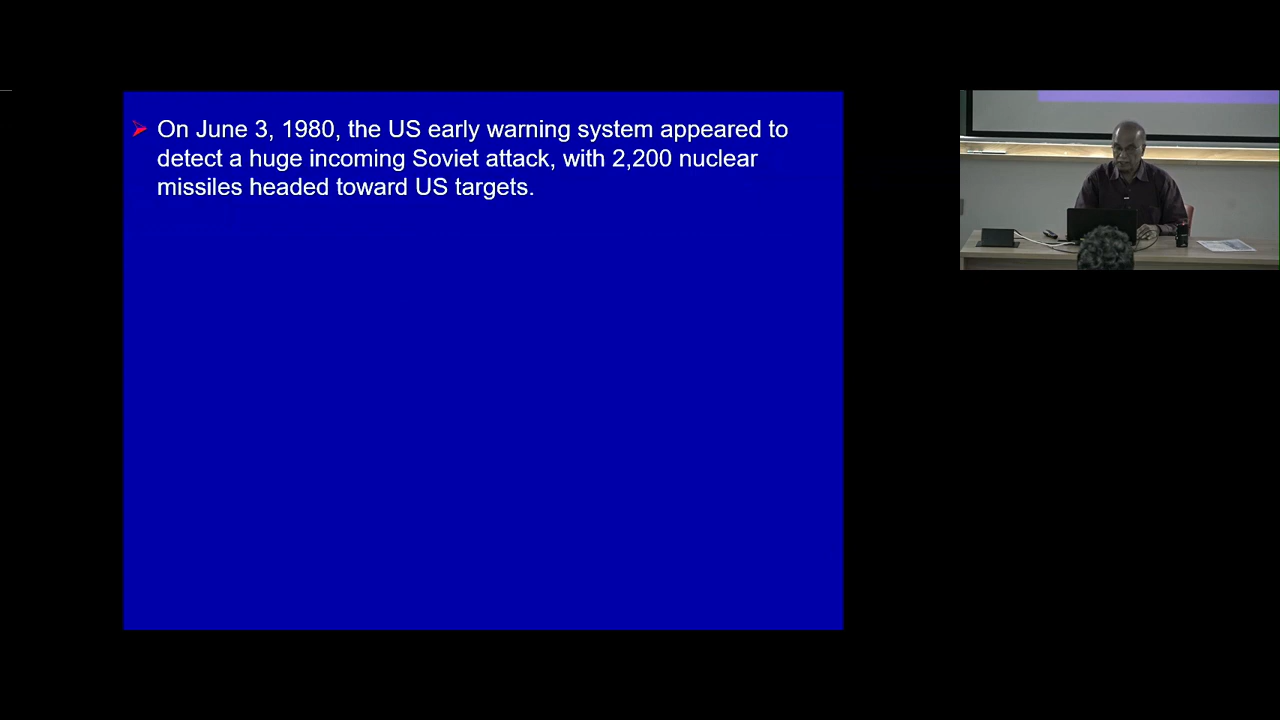 On June 3, 1980, the US early warning system appeared to
detect a huge incoming Soviet attack, with 2,200 nuclear
missiles headed toward US targets.